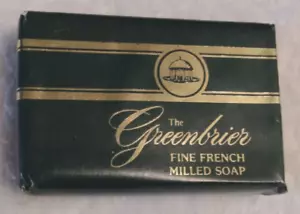 The
Greenbrier
FINE FRENCH
MILLED SOAP